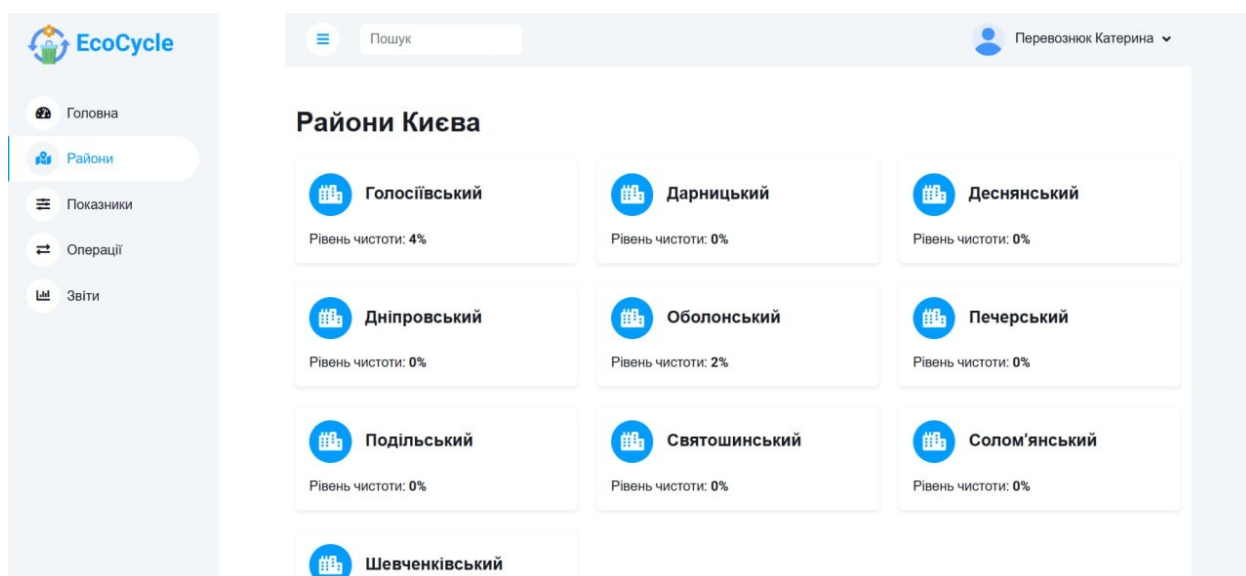 EcoCycle
Пошук
Перевознюк Катерина
Головна
Райони
Показники
Операції
Звіти
Райони Києва
Голосіївський
Рівень чистоти: 4%
Дарницький
Рівень чистоти: 0%
Деснянський
Рівень чистоти: 0%
Дніпровський
Рівень чистоти: 0%
Оболонський
Рівень чистоти: 2%
Печерський
Рівень чистоти: 0%
Подільський
Рівень чистоти: 0%
Святошинський
Рівень чистоти: 0%
Солом'янський
Рівень чистоти: 0%
Шевченківський